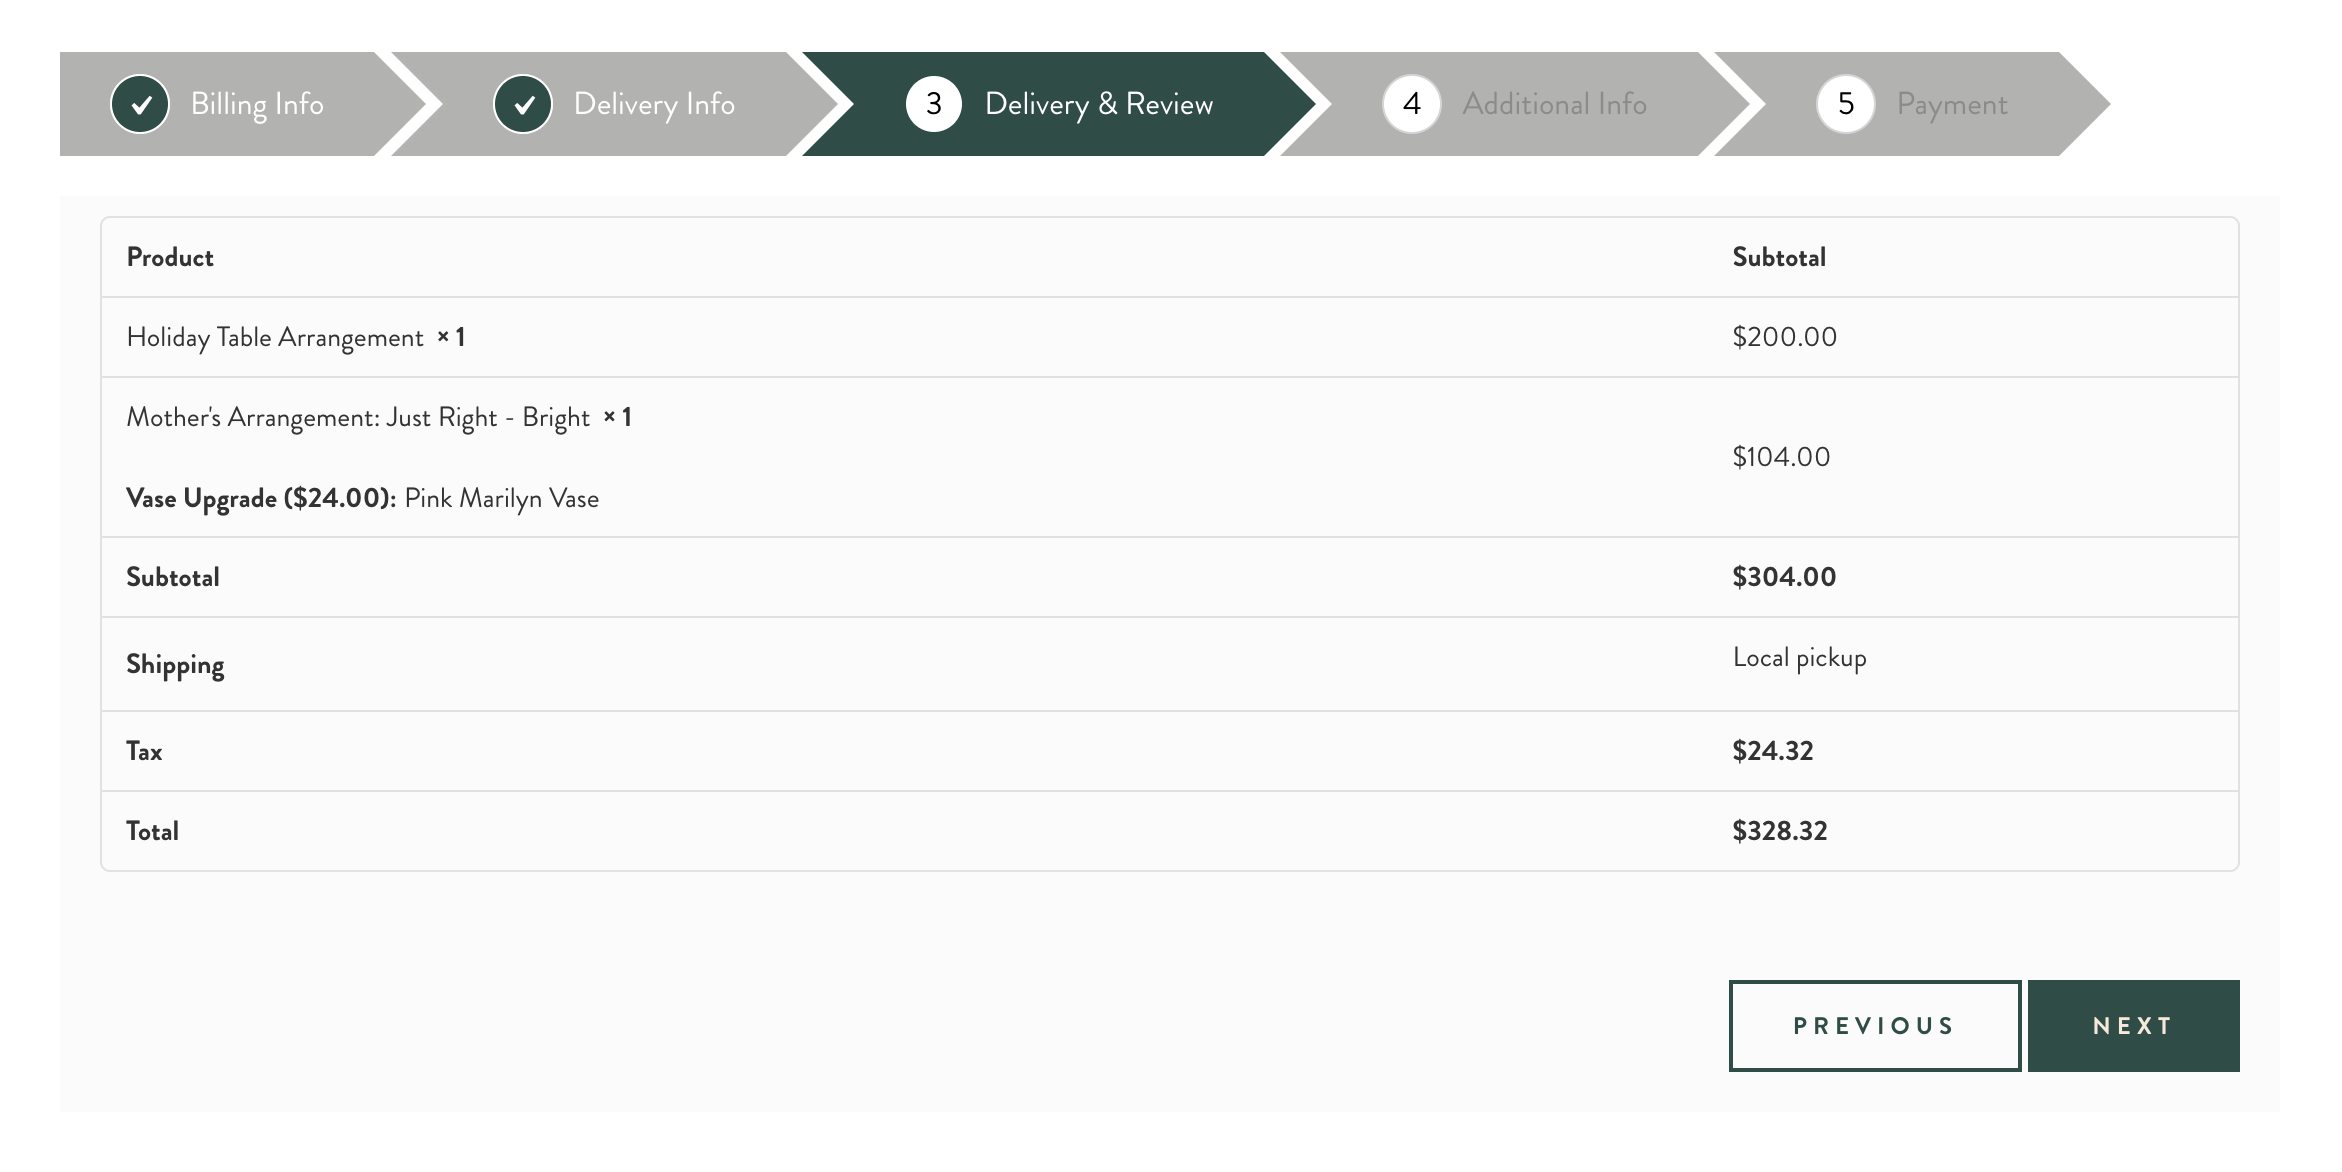 Billing Info
Delivery Info
3 Delivery & Review
4 Additional Info
5 Payment
Product Subtotal
Holiday Table Arrangement × 1 $200.00
Mother's Arrangement: Just Right - Bright × 1
$104.00
Vase Upgrade ($24.00): Pink Marilyn Vase
Subtotal $304.00
Shipping Local pickup
Tax $24.32
Total $328.32
PREVIOUS NEXT